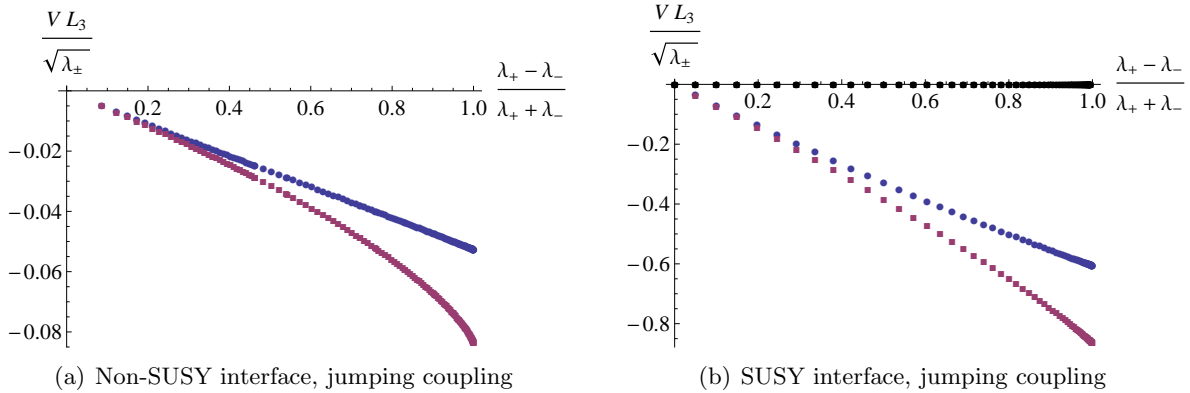 V L₃
√λ±
λ₊ − λ₋
λ₊ + λ₋
0.2 0.4 0.6 0.8 1.0
−0.02
−0.04
−0.06
−0.08
(a) Non-SUSY interface, jumping coupling
V L₃
√λ±
λ₊ − λ₋
λ₊ + λ₋
0.2 0.4 0.6 0.8 1.0
−0.2
−0.4
−0.6
−0.8
(b) SUSY interface, jumping coupling